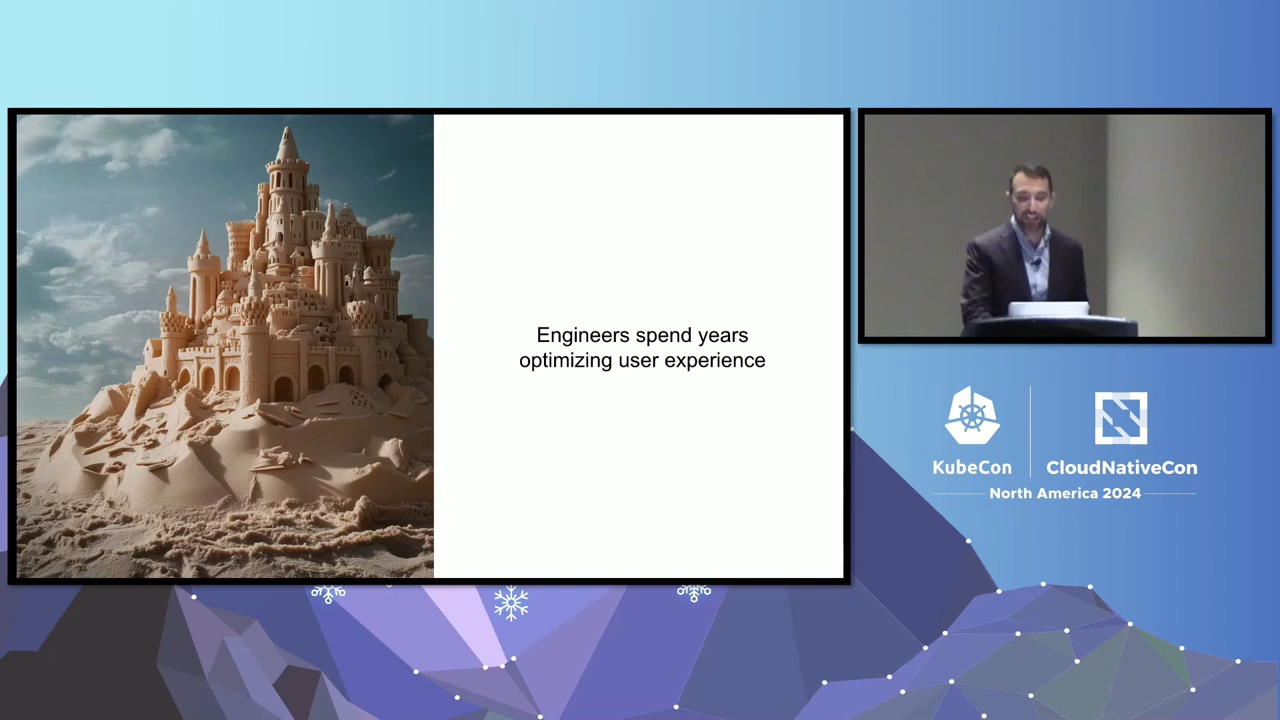 Engineers spend years
optimizing user experience
KubeCon
CloudNativeCon
North America 2024